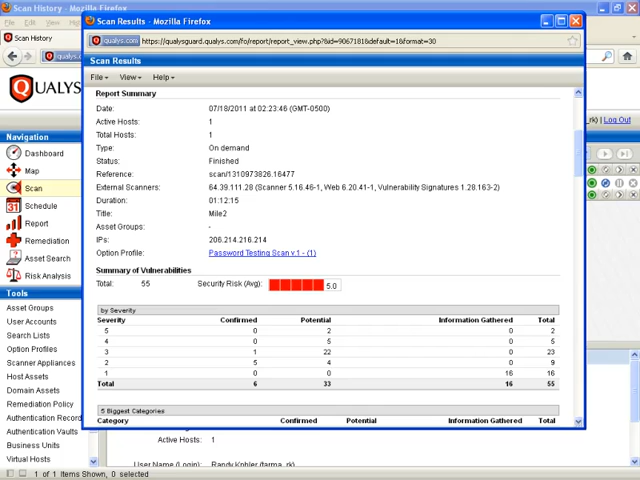 Scan History - Mozilla Firefox
Scan Results - Mozilla Firefox
File Edit View
Scan History
qualys.com https://qualysguard.qualys.com/fo/report/report_view.php?&id=9067181&default=1&format=30
Scan Results
File View Help
QUALYS
Log Out
Navigation
Dashboard
Map
Scan
Schedule
Report
Remediation
Asset Search
Risk Analysis
Tools
Asset Groups
User Accounts
Search Lists
Option Profiles
Scanner Appliances
Host Assets
Domain Assets
Remediation Policy
Authentication Record
Authentication Vaults
Business Units
Virtual Hosts
Report Summary
Date: 07/18/2011 at 02:23:46 (GMT-0500)
Active Hosts: 1
Total Hosts: 1
Type: On demand
Status: Finished
Reference: scan/1310973826.16477
External Scanners: 64.39.111.28 (Scanner 5.16.46-1, Web 6.20.41-1, Vulnerability Signatures 1.28.163-2)
Duration: 01:12:15
Title: Mile2
Asset Groups: -
IPs: 206.214.216.214
Option Profile: Password Testing Scan v.1 - (1)
Summary of Vulnerabilities
Total: 55 Security Risk (Avg): 5.0
by Severity
Severity Confirmed Potential Information Gathered Total
5 0 2 0 2
4 0 5 0 5
3 1 22 0 23
2 5 4 0 9
1 0 0 16 16
Total 6 33 16 55
5 Biggest Categories
Category Confirmed Potential Information Gathered Total
Active Hosts: 1
User Name (Login):
1 of 1 Items Shown, 0 selected